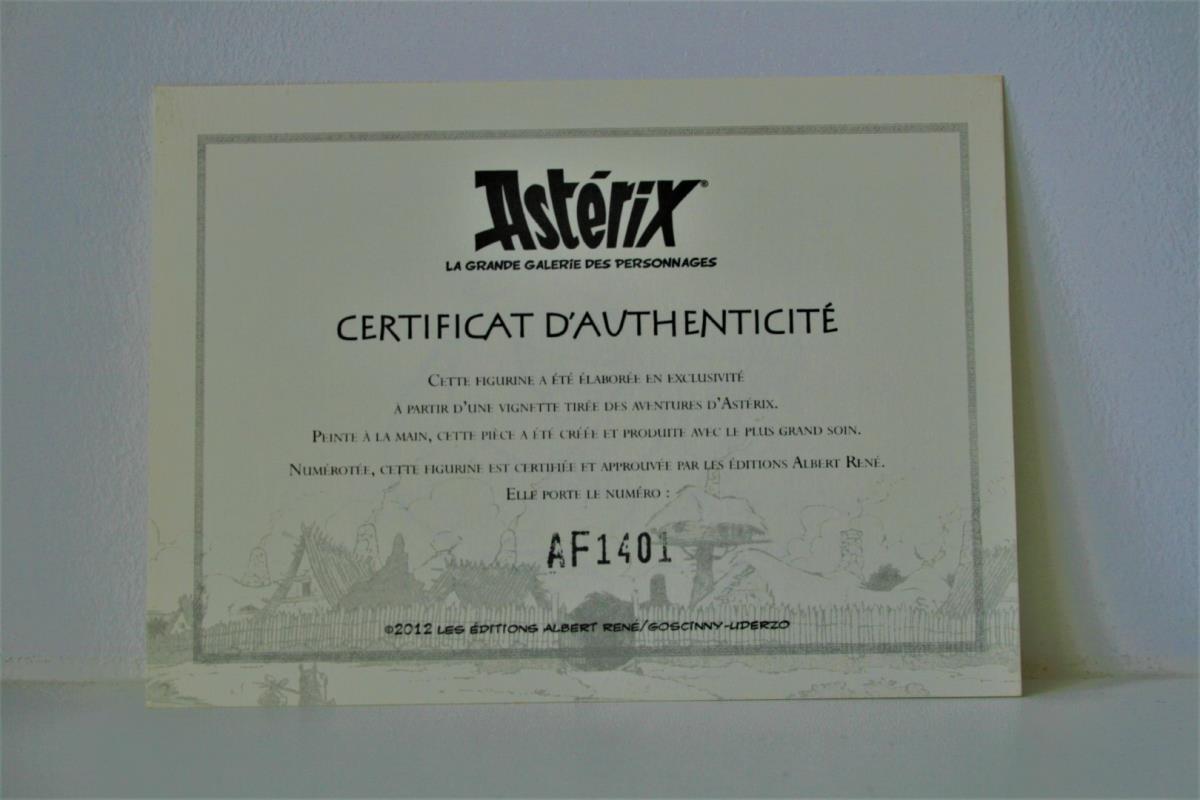 Astérix®
LA GRANDE GALERIE DES PERSONNAGES
CERTIFICAT D'AUTHENTICITÉ
CETTE FIGURINE A ÉTÉ ÉLABORÉE EN EXCLUSIVITÉ
À PARTIR D'UNE VIGNETTE TIRÉE DES AVENTURES D'ASTÉRIX.
PEINTE À LA MAIN, CETTE PIÈCE A ÉTÉ CRÉÉE ET PRODUITE AVEC LE PLUS GRAND SOIN.
NUMÉROTÉE, CETTE FIGURINE EST CERTIFIÉE ET APPROUVÉE PAR LES ÉDITIONS ALBERT RENÉ.
ELLE PORTE LE NUMÉRO :
AF1401
©2012 LES ÉDITIONS ALBERT RENÉ/GOSCINNY-UDERZO